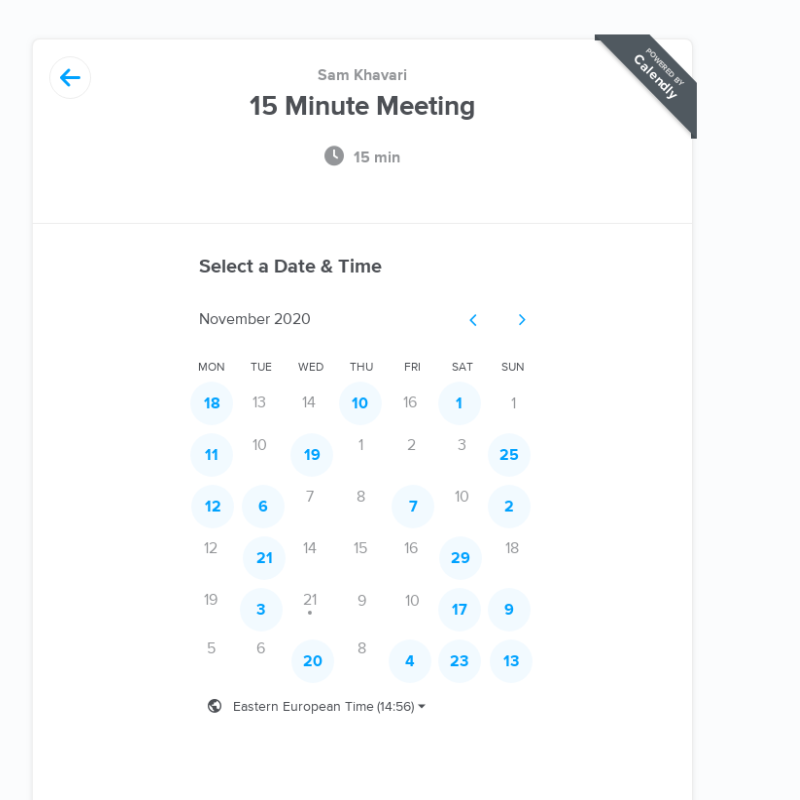 POWERED BY
Calendly
Sam Khavari
15 Minute Meeting
15 min
Select a Date & Time
November 2020
MON TUE WED THU FRI SAT SUN
18 13 14 10 16 1 1
11 10 19 1 2 3 25
12 6 7 8 7 10 2
12 21 14 15 16 29 18
19 3 21 9 10 17 9
5 6 20 8 4 23 13
Eastern European Time (14:56)